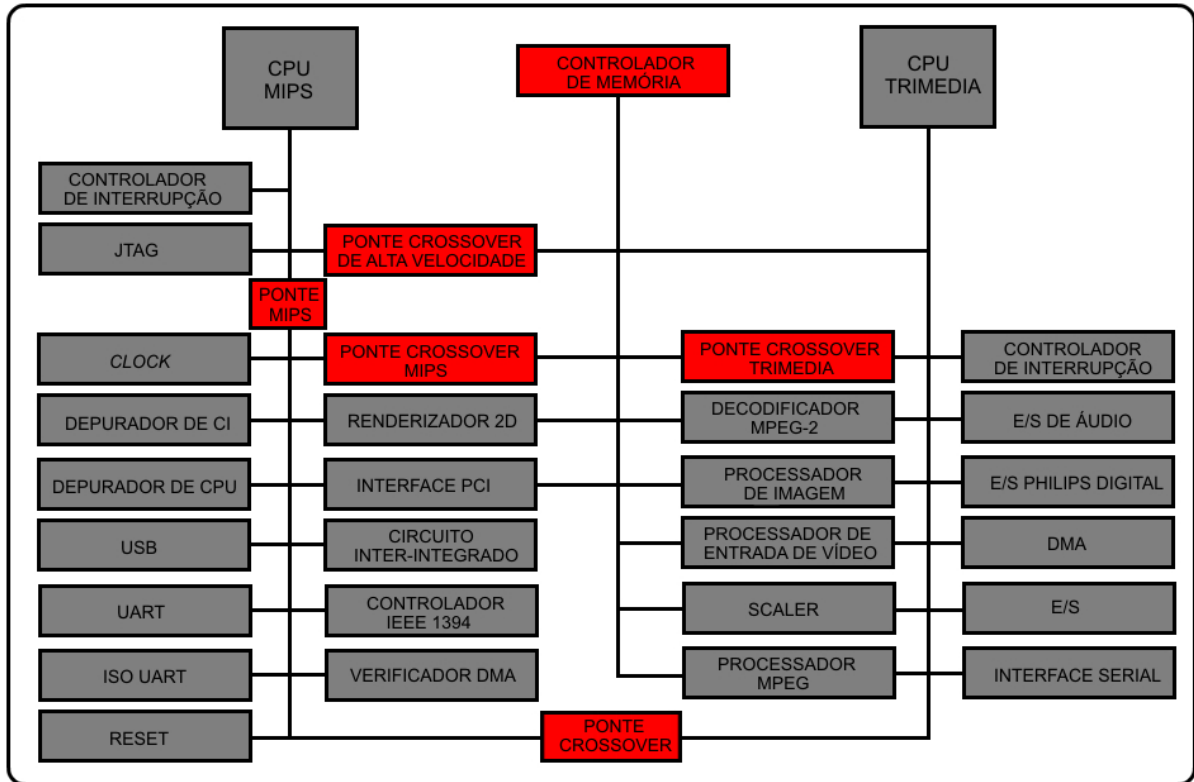 CPU
MIPS
CONTROLADOR
DE MEMÓRIA
CPU
TRIMEDIA
CONTROLADOR
DE INTERRUPÇÃO
JTAG
PONTE CROSSOVER
DE ALTA VELOCIDADE
PONTE
MIPS
CLOCK
PONTE CROSSOVER
MIPS
PONTE CROSSOVER
TRIMEDIA
CONTROLADOR
DE INTERRUPÇÃO
DEPURADOR DE CI
RENDERIZADOR 2D
DECODIFICADOR
MPEG-2
E/S DE ÁUDIO
DEPURADOR DE CPU
INTERFACE PCI
PROCESSADOR
DE IMAGEM
E/S PHILIPS DIGITAL
USB
CIRCUITO
INTER-INTEGRADO
PROCESSADOR DE
ENTRADA DE VÍDEO
DMA
UART
CONTROLADOR
IEEE 1394
SCALER
E/S
ISO UART
VERIFICADOR DMA
PROCESSADOR
MPEG
INTERFACE SERIAL
RESET
PONTE
CROSSOVER